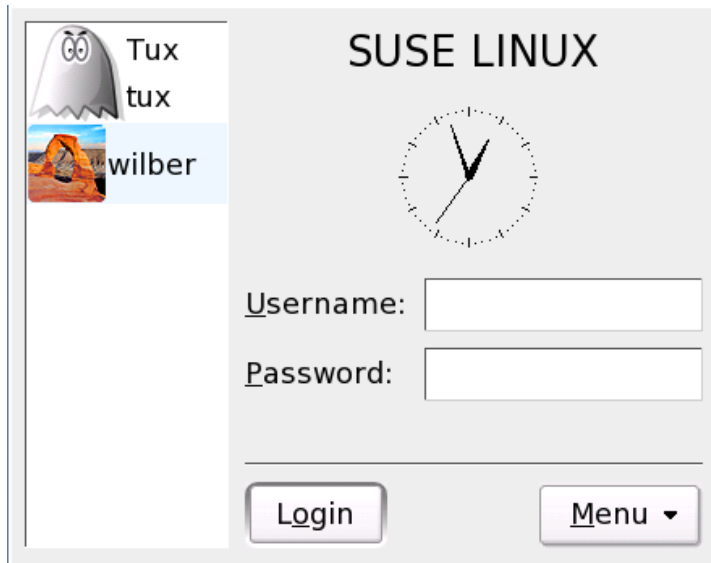 Tux
tux
wilber
SUSE LINUX
Username:
Password:
Login
Menu